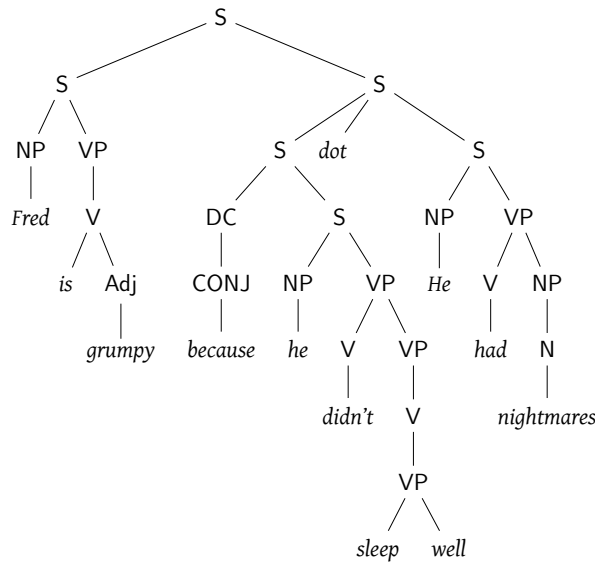 S
S S
NP VP S dot S
Fred V DC S NP VP
is Adj CONJ NP VP He V NP
grumpy because he V VP had N
didn't V nightmares
VP
sleep well